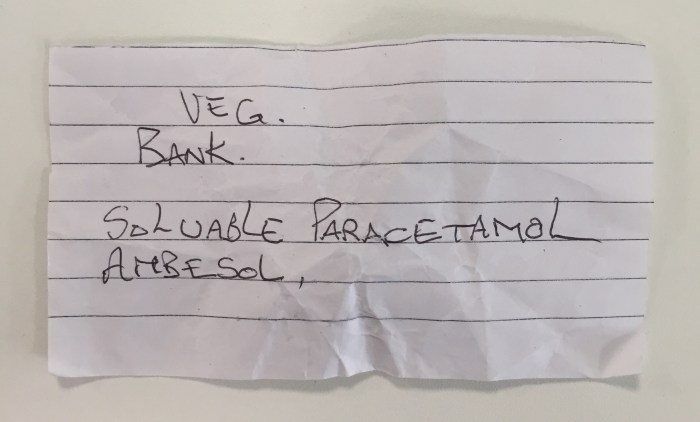 VEG.
BANK.
SOLUABLE PARACETAMOL
AMBESOL,